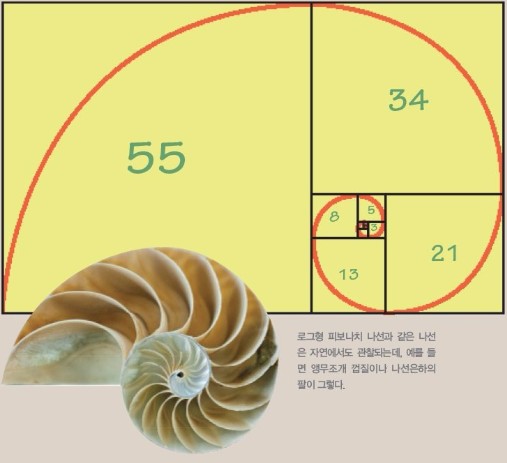 55
34
8
5
3
21
13
로그형 피보나치 나선과 같은 나선
은 자연에서도 관찰되는데, 예를 들
면 앵무조개 껍질이나 나선은하의
팔이 그렇다.